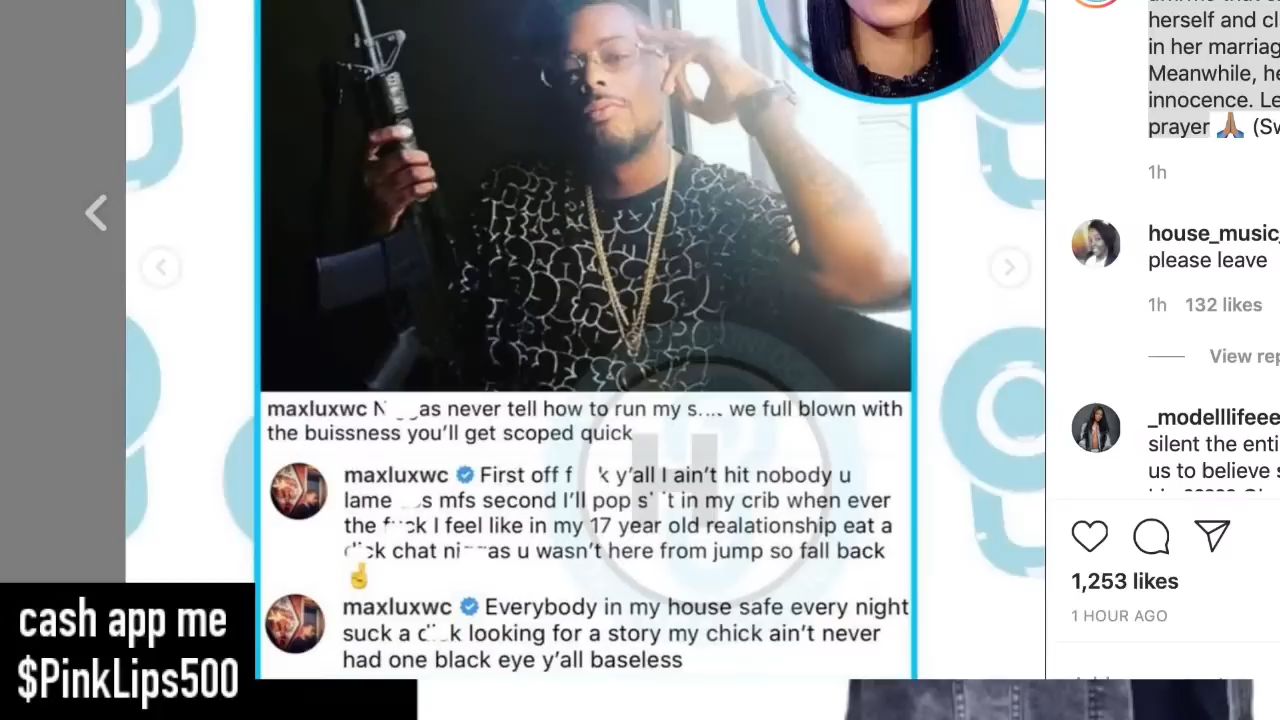 maxluxwc N as never tell how to run my s.... we full blown with
the buissness you'll get scoped quick
maxluxwc First off f k y'all I ain't hit nobody u
lame s mfs second I'll pop s t in my crib when ever
the f ck I feel like in my 17 year old realationship eat a
d ck chat ni as u wasn't here from jump so fall back
maxluxwc Everybody in my house safe every night
suck a d k looking for a story my chick ain't never
had one black eye y'all baseless
cash app me
$PinkLips500
herself and cl
in her marriag
Meanwhile, he
innocence. Le
prayer 🙏🏽 (Sv
1h
house_music_
please leave
1h 132 likes
View rep
_modelllifeee
silent the enti
us to believe s
1,253 likes
1 HOUR AGO